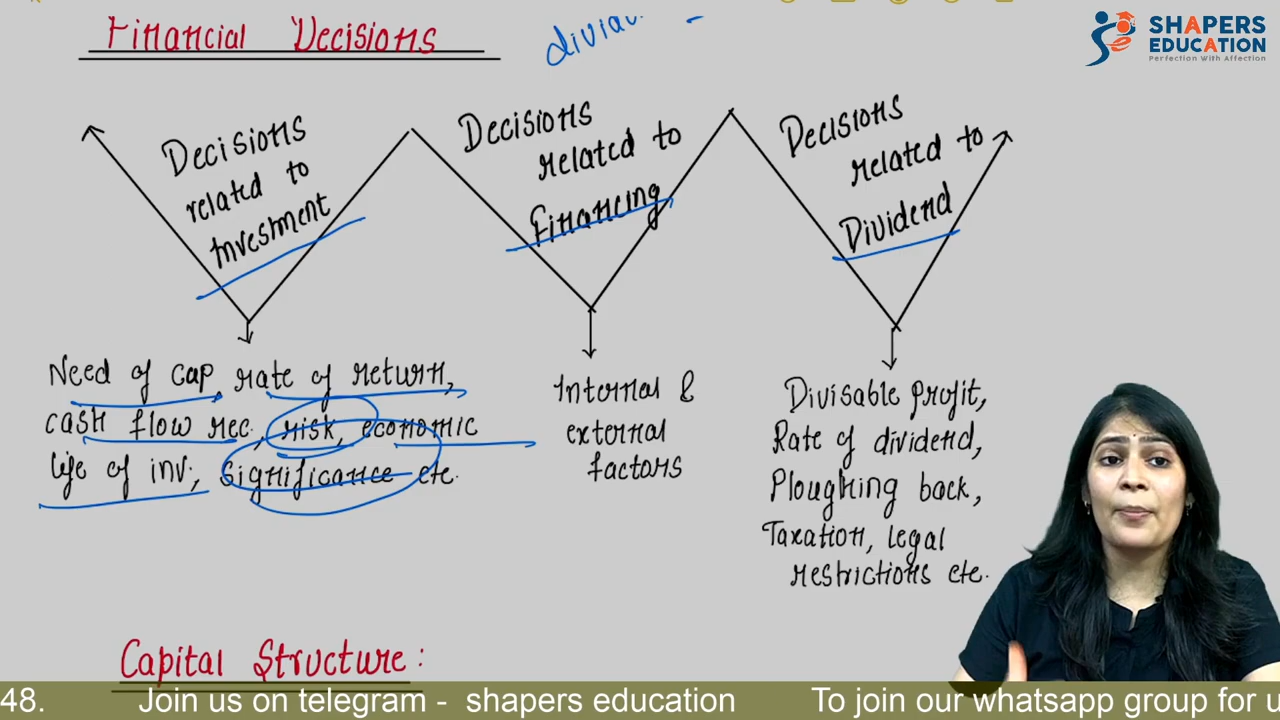 Financial Decisions
SHAPERS
EDUCATION
Perfection With Affection
Decisions
related to
Investment
Decisions
related to
Financing
Decisions
related to
Dividend
Need of cap, rate of return,
cash flow rec., risk, economic
life of inv, significance etc.
Internal &
external
factors
Divisable profit,
Rate of dividend,
Ploughing back,
Taxation, legal
restrictions etc.
Capital Structure:
48. Join us on telegram - shapers education To join our whatsapp group for u